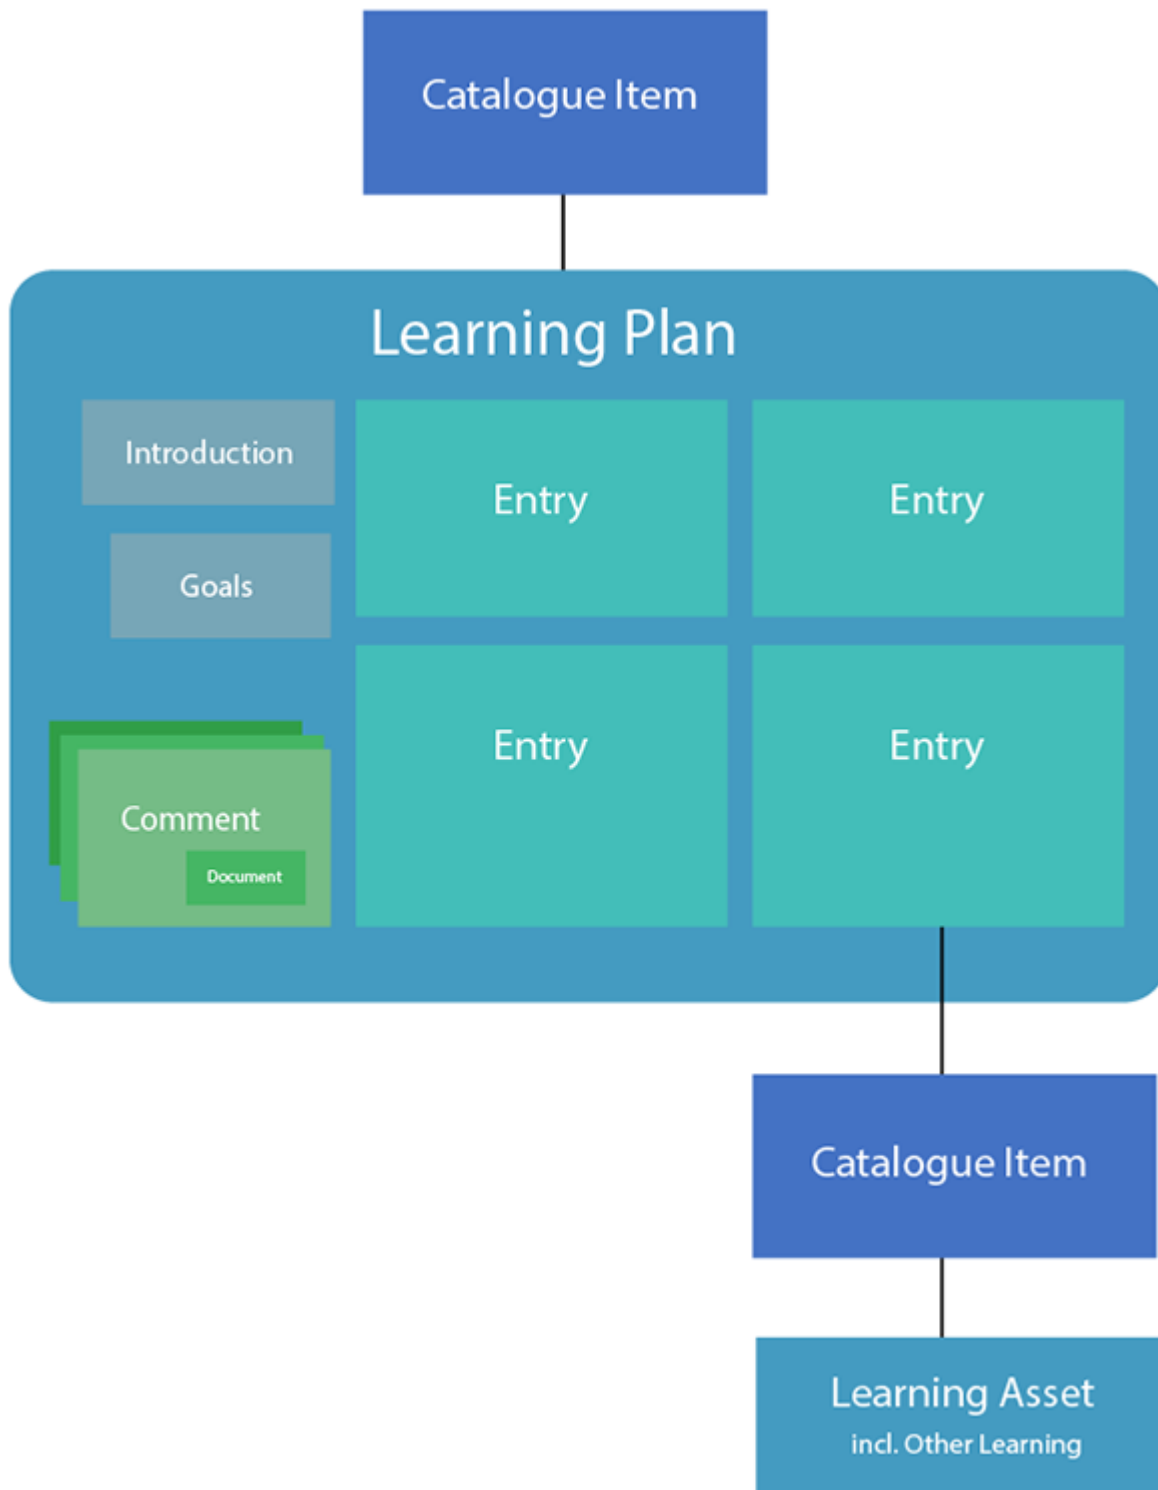 Catalogue Item
Learning Plan
Introduction
Goals
Comment
Document
Entry
Entry
Entry
Entry
Catalogue Item
Learning Asset
incl. Other Learning